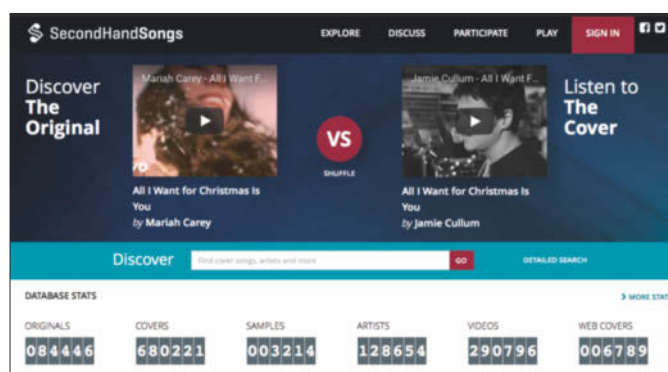 SecondHandSongs
EXPLORE DISCUSS PARTICIPATE PLAY SIGN IN
Discover
The
Original
Mariah Carey - All I Want F...
VS
SHUFFLE
Jamie Cullum - All I Want F...
Listen to
The
Cover
All I Want for Christmas Is
You
by Mariah Carey
All I Want for Christmas Is
You
by Jamie Cullum
Discover Find cover songs, artists and more GO DETAILED SEARCH
DATABASE STATS MORE STAT
ORIGINALS COVERS SAMPLES ARTISTS VIDEOS WEB COVERS
084446 680221 003214 128654 290796 006789